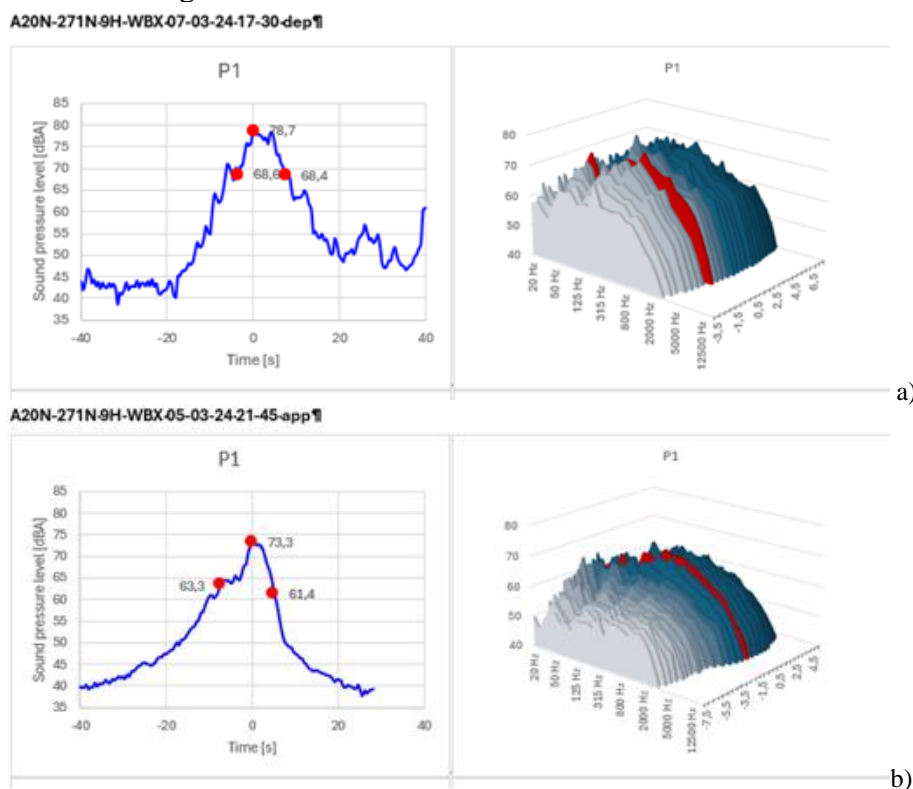 A20N-271N-9H-WBX-07-03-24-17-30-dep¶
P1
Sound pressure level [dBA]
85
80
75
70
65
60
55
50
45
40
35
78,7
68,6
68,4
-40
-20
0
20
40
Time [s]
P1
80
70
60
50
40
20 Hz
50 Hz
125 Hz
315 Hz
800 Hz
2000 Hz
5000 Hz
12500 Hz
-3,5
-1,5
0,5
2,5
4,5
6,5
a)
A20N-271N-9H-WBX-05-03-24-21-45-app¶
P1
Sound pressure level [dBA]
85
80
75
70
65
60
55
50
45
40
35
73,3
63,3
61,4
-40
-20
0
20
40
Time [s]
P1
80
70
60
50
40
20 Hz
50 Hz
125 Hz
315 Hz
800 Hz
2000 Hz
5000 Hz
12500 Hz
-7,5
-5,5
-3,5
-1,5
0,5
2,5
4,5
b)